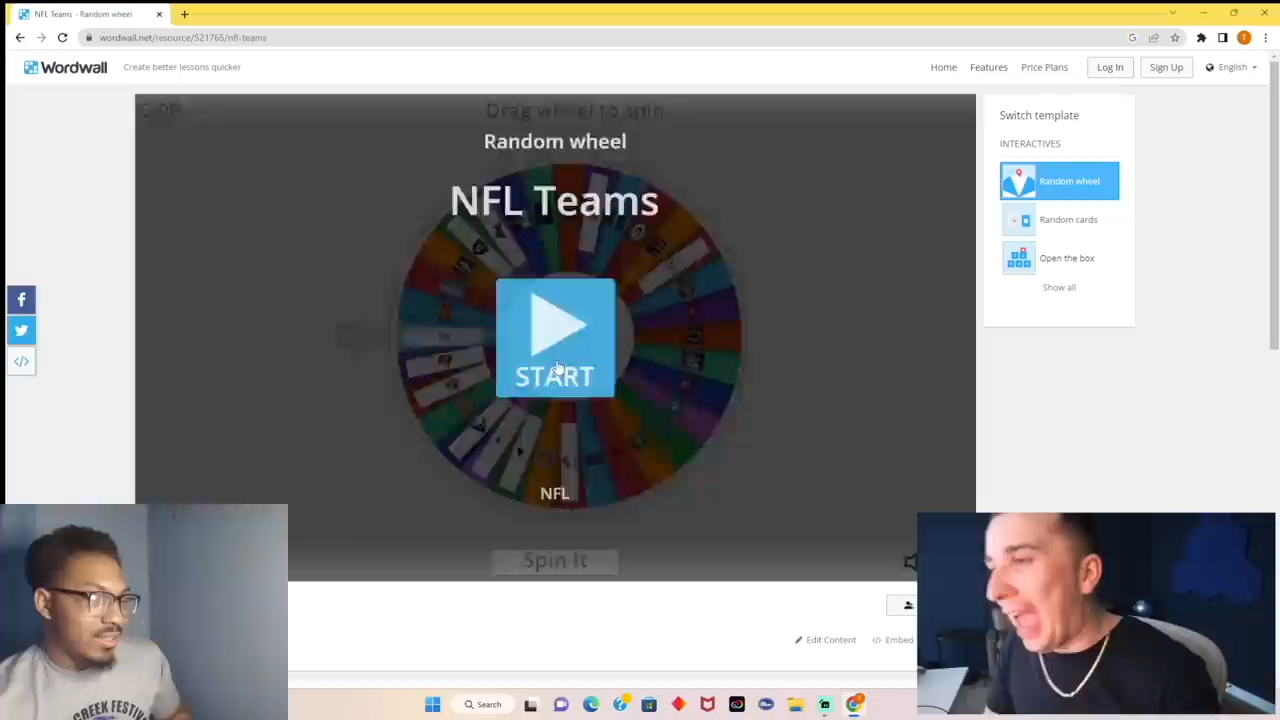 NFL Teams - Random wheel
wordwall.net/resource/521765/nfl-teams
Wordwall
Create better lessons quicker
Home
Features
Price Plans
Log In
Sign Up
English
Drag wheel to spin
Random wheel
NFL Teams
START
NFL
Spin It
Switch template
INTERACTIVES
Random wheel
Random cards
Open the box
Show all
Edit Content
Embed
Search
GREEK FESTIV